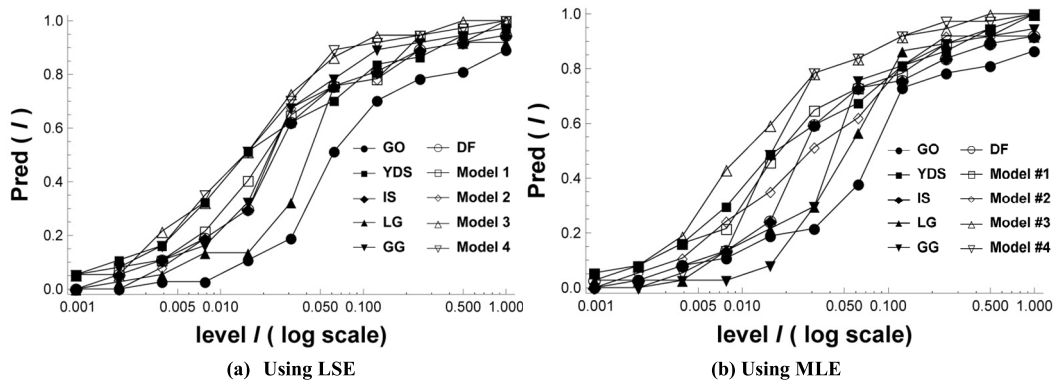 Pred ( l )
1.0
0.8
0.6
0.4
0.2
0.0
GO
YDS
IS
LG
GG
DF
Model 1
Model 2
Model 3
Model 4
0.001
0.010
0.050
0.100
0.500
1.000
level l ( log scale)
(a) Using LSE
Pred ( l )
1.0
0.8
0.6
0.4
0.2
0.0
GO
YDS
IS
LG
GG
DF
Model #1
Model #2
Model #3
Model #4
0.001
0.010
0.050
0.100
0.500
1.000
level l ( log scale)
(b) Using MLE